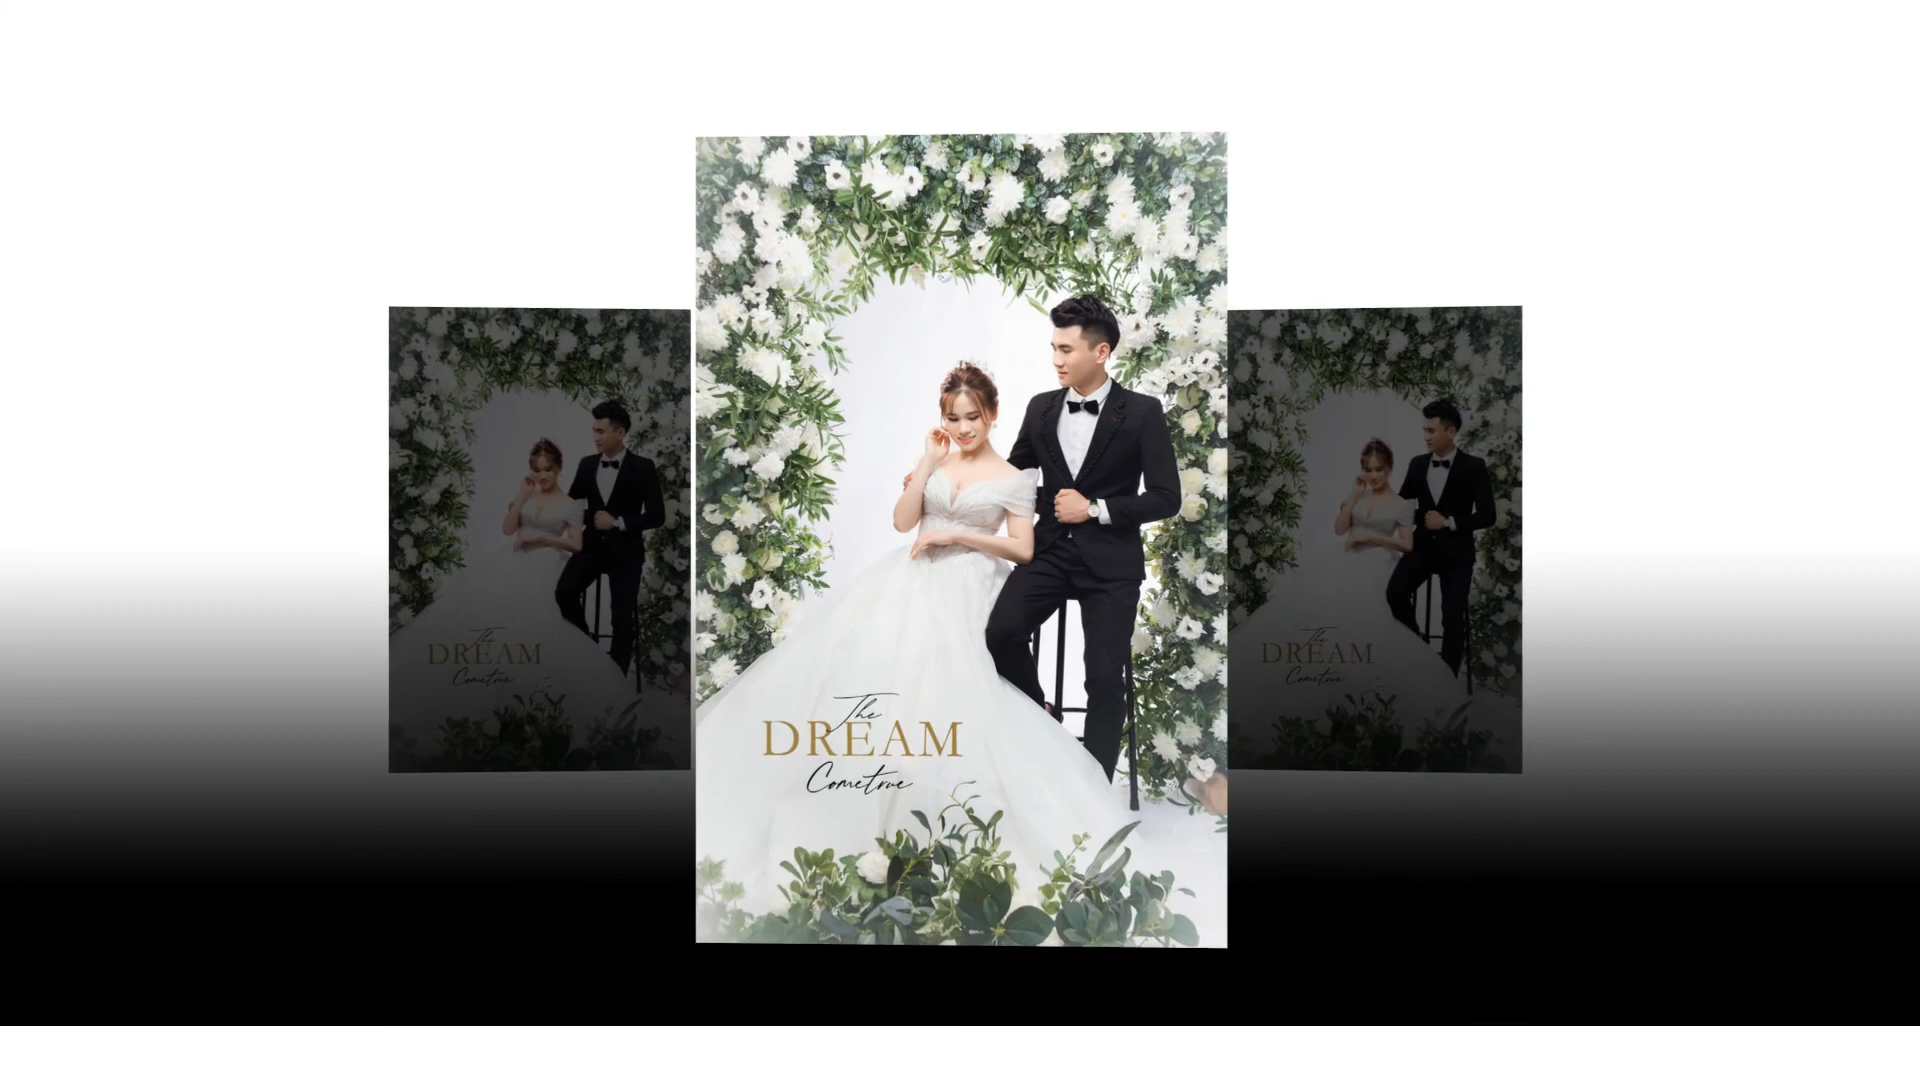 The
DREAM
Cometrue
The
DREAM
Cometrue
The
DREAM
Cometrue